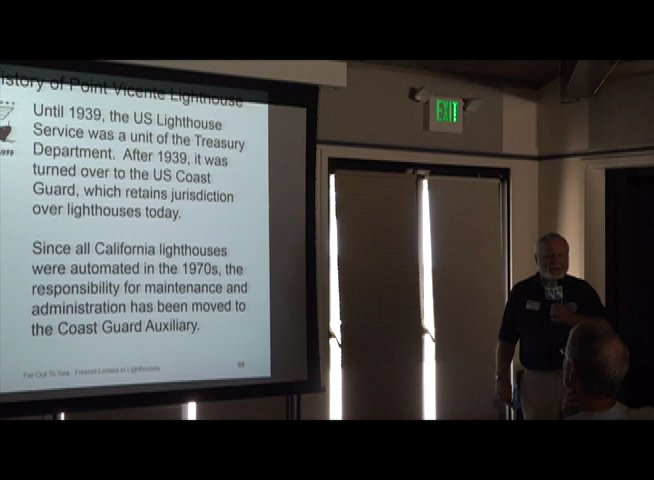 istory of Point Vicente Lighthouse
Until 1939, the US Lighthouse
Service was a unit of the Treasury
Department. After 1939, it was
turned over to the US Coast
Guard, which retains jurisdiction
over lighthouses today.
Since all California lighthouses
were automated in the 1970s, the
responsibility for maintenance and
administration has been moved to
the Coast Guard Auxiliary.
Far Out To Sea: Fresnel Lenses in Lighthouses
EXIT